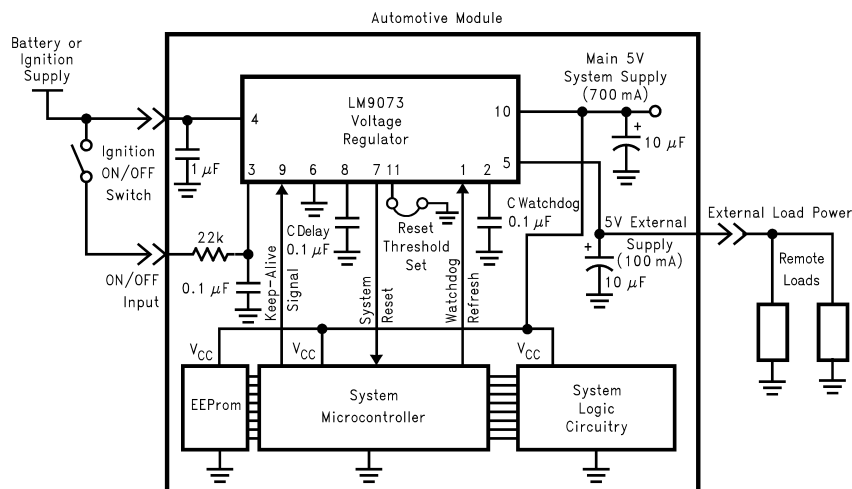 Automotive Module
Battery or
Ignition
Supply
Main 5V
System Supply
(700 mA)
LM9073
Voltage
Regulator
4
10
5
3 9 6 8 7 11 1 2
Ignition
ON/OFF
Switch
1 μF
+
10 μF
22k
ON/OFF
Input
0.1 μF
Keep-Alive
Signal
C Delay
0.1 μF
System
Reset
Reset
Threshold
Set
Watchdog
Refresh
C Watchdog
0.1 μF
5V External
Supply
(100 mA)
+
10 μF
External Load Power
Remote
Loads
VCC
VCC
VCC
EEProm
System
Microcontroller
System
Logic
Circuitry